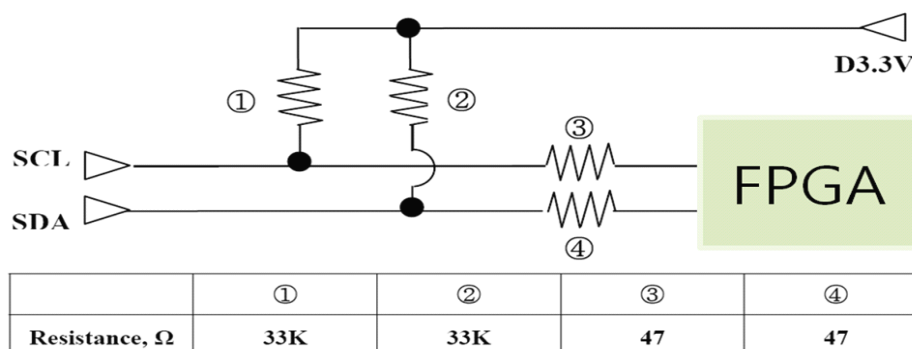 D3.3V
①
②
③
SCL
FPGA
SDA
④
① ② ③ ④
Resistance, Ω 33K 33K 47 47